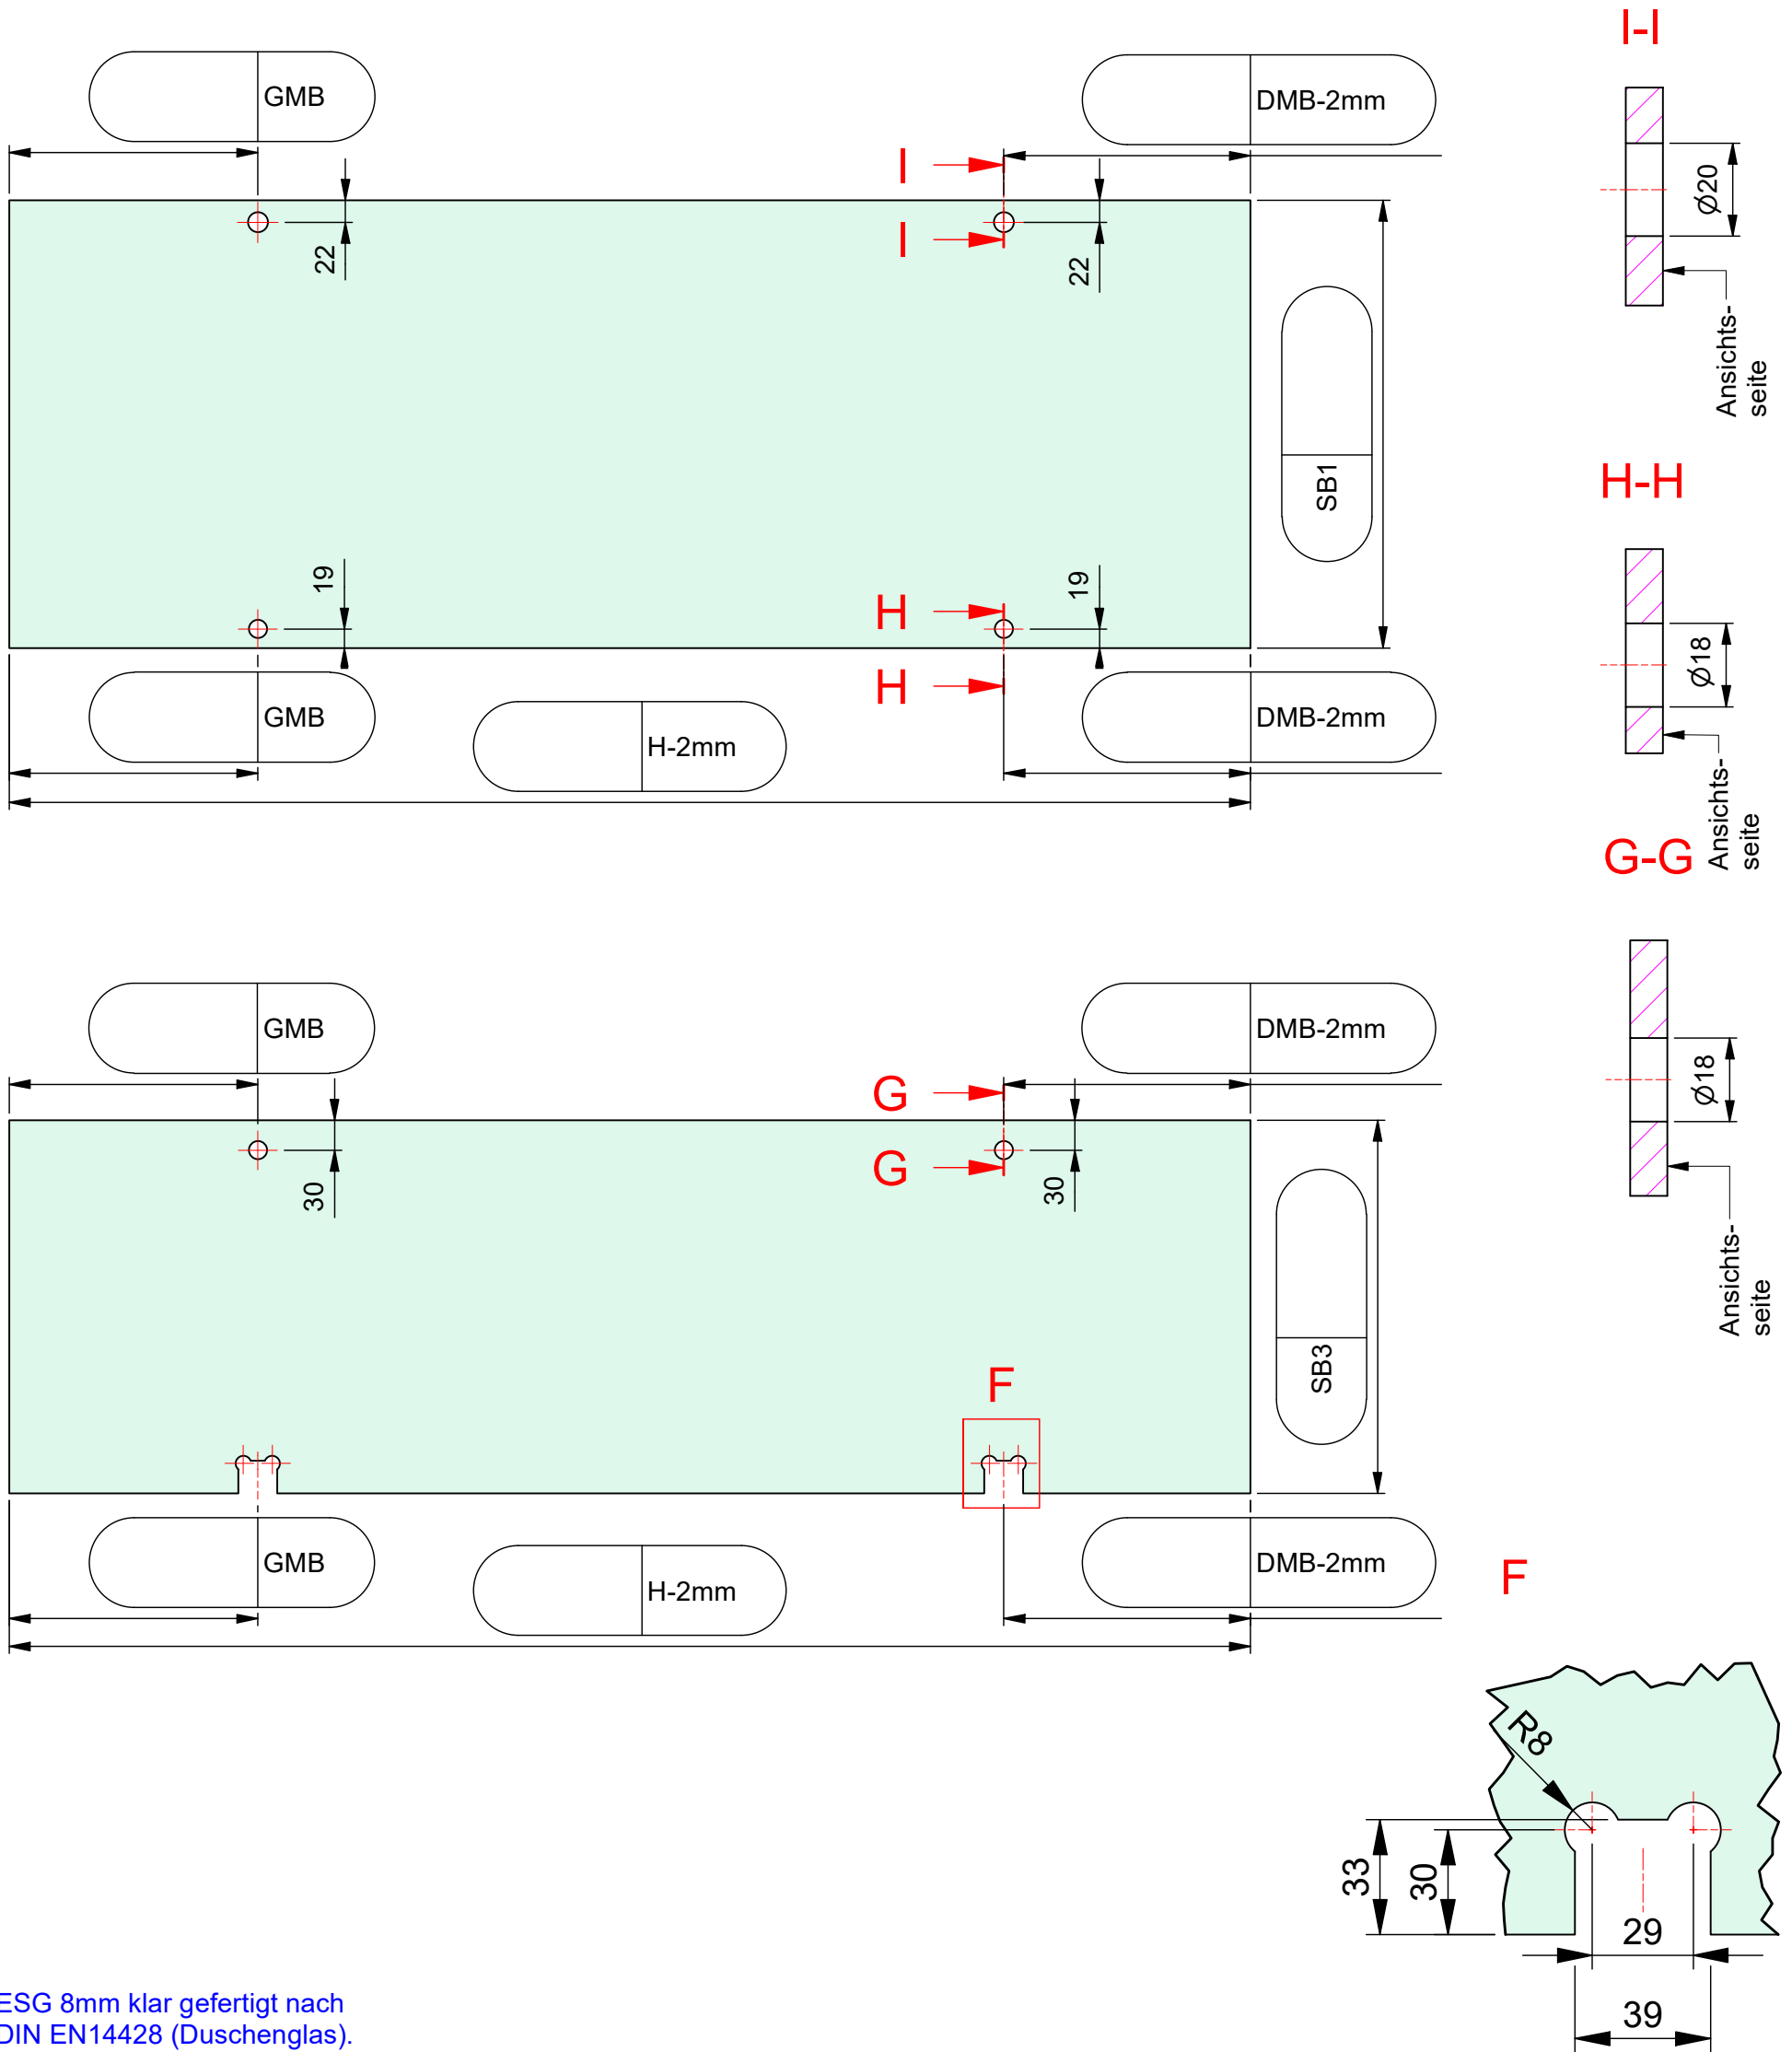 I-I
GMB
DMB-2mm
I
I
22
22
Ø20
Ansichts-
seite
SB1
H-H
19
19
H
H
Ø18
Ansichts-
seite
GMB
H-2mm
DMB-2mm
G-G
GMB
DMB-2mm
G
G
30
30
Ø18
Ansichts-
seite
SB3
F
GMB
H-2mm
DMB-2mm
F
R8
33
30
29
39
ESG 8mm klar gefertigt nach
DIN EN14428 (Duschenglas).